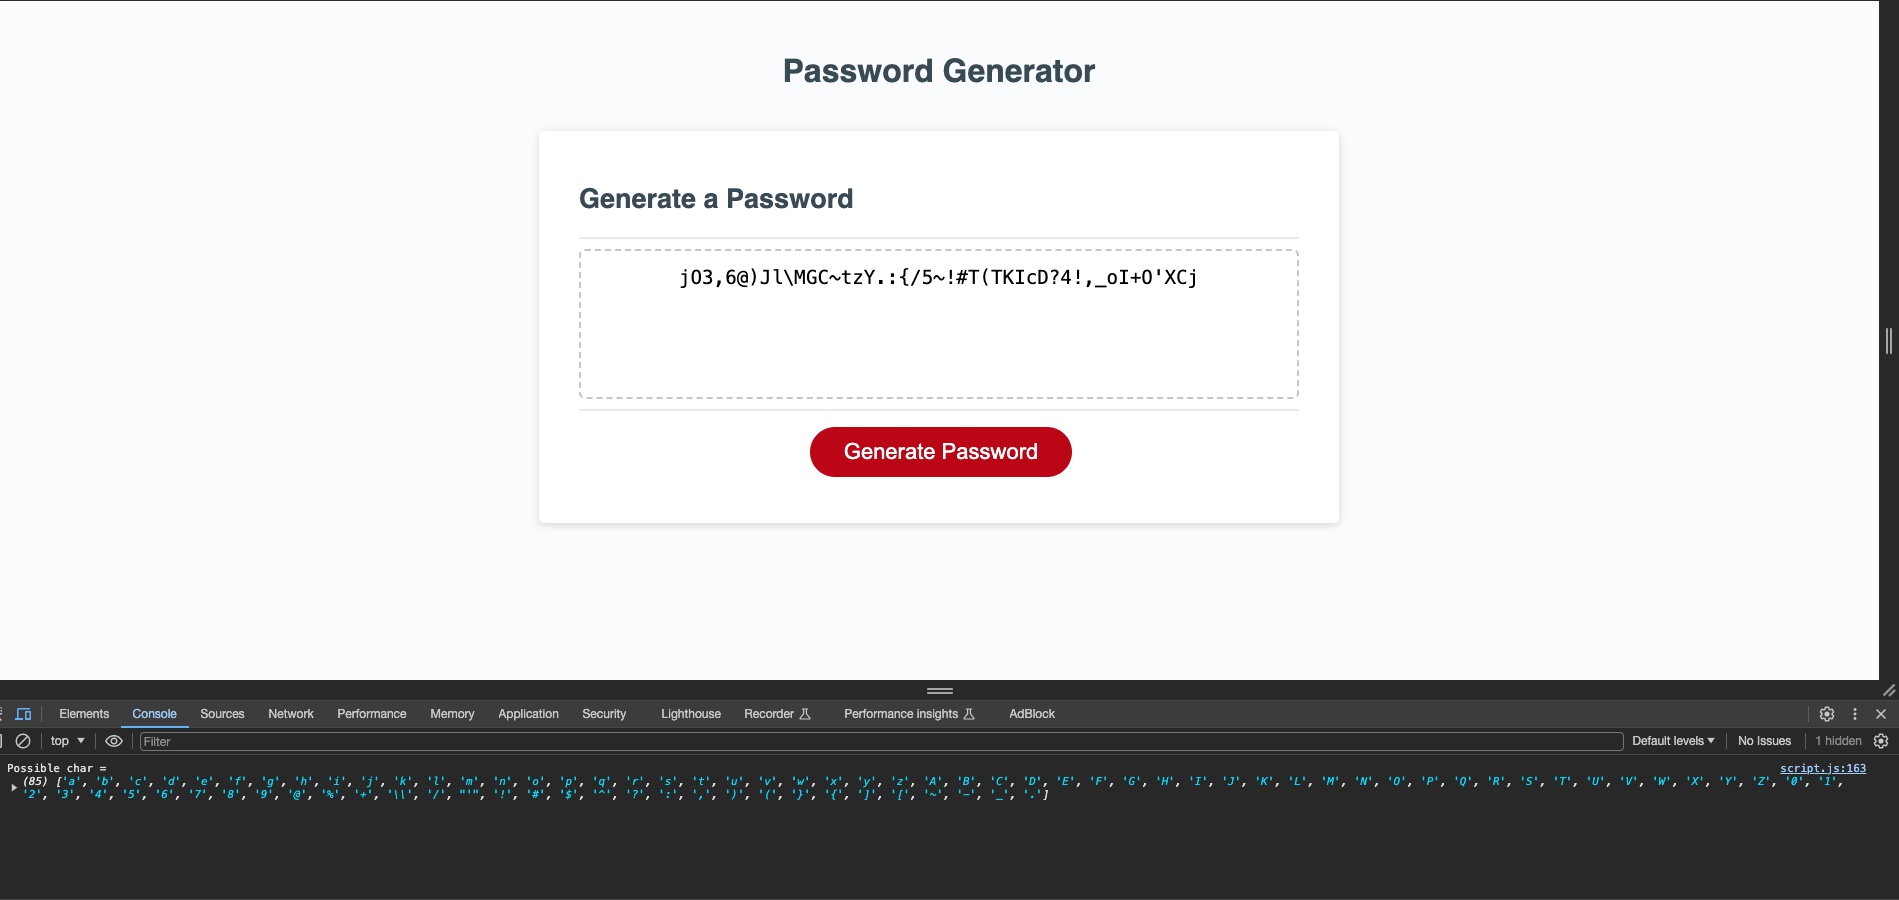 Password Generator
Generate a Password
jO3,6@)Jl\MGC~tzY.:{/5~!#T(TKIcD?4!,_oI+O'XCj
Generate Password
Elements Console Sources Network Performance Memory Application Security Lighthouse Recorder Performance insights AdBlock
top Filter Default levels No Issues 1 hidden
Possible char = script.js:163
(85) ['a', 'b', 'c', 'd', 'e', 'f', 'g', 'h', 'i', 'j', 'k', 'l', 'm', 'n', 'o', 'p', 'q', 'r', 's', 't', 'u', 'v', 'w', 'x', 'y', 'z', 'A', 'B', 'C', 'D', 'E', 'F', 'G', 'H', 'I', 'J', 'K', 'L', 'M', 'N', 'O', 'P', 'Q', 'R', 'S', 'T', 'U', 'V', 'W', 'X', 'Y', 'Z', '0', '1',
'2', '3', '4', '5', '6', '7', '8', '9', '@', '%', '+', '\\', '/', "'", '!', '#', '$', '^', '?', ':', ',', ')', '(', '}', '{', ']', '[', '~', '-', '_', '.']